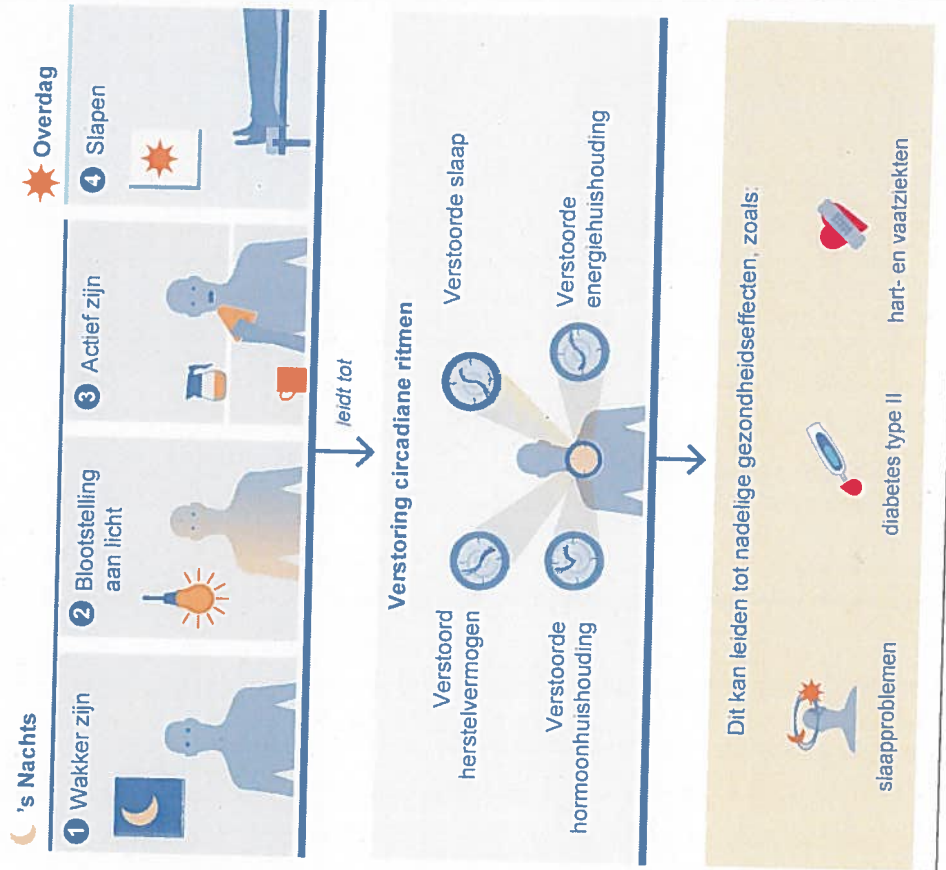 's Nachts
Overdag
1 Wakker zijn
2 Blootstelling
aan licht
3 Actief zijn
4 Slapen
leidt tot
Verstoring circadiane ritmen
Verstoord
herstelvermogen
Verstoorde slaap
Verstoorde
hormoonhuishouding
Verstoorde
energiehuishouding
Dit kan leiden tot nadelige gezondheidseffecten, zoals:
slaapproblemen
diabetes type II
hart- en vaatziekten